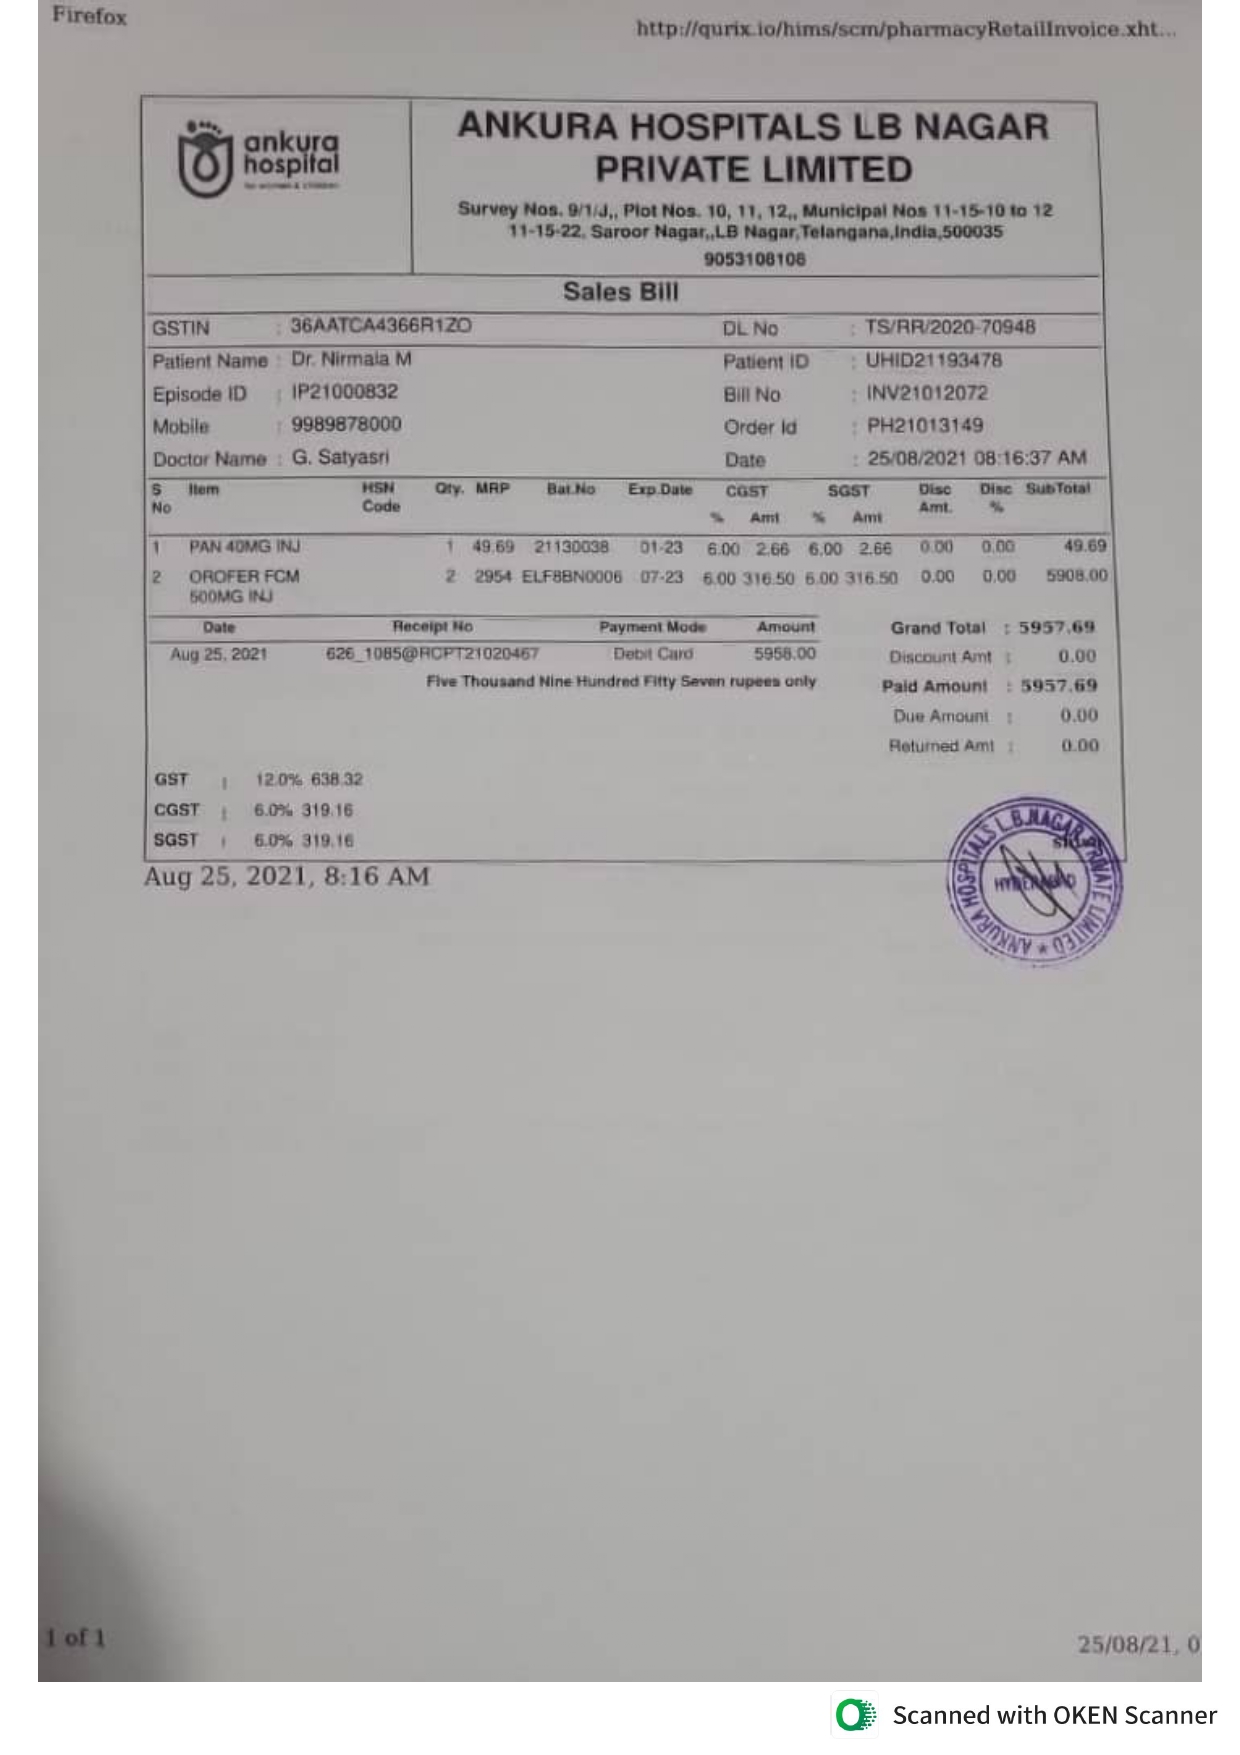 Firefox
http://qurix.io/hims/scm/pharmacyRetailInvoice.xht...
ankura
hospital
for women & children
ANKURA HOSPITALS LB NAGAR
PRIVATE LIMITED
Survey Nos. 9/1/J,, Plot Nos. 10, 11, 12,, Municipal Nos 11-15-10 to 12
11-15-22, Saroor Nagar,,LB Nagar,Telangana,India,500035
9053108108
Sales Bill
GSTIN : 36AATCA4366R1ZO DL No : TS/RR/2020-70948
Patient Name : Dr. Nirmala M Patient ID : UHID21193478
Episode ID : IP21000832 Bill No : INV21012072
Mobile : 9989878000 Order Id : PH21013149
Doctor Name : G. Satyasri Date : 25/08/2021 08:16:37 AM
S Item HSN Qty. MRP Bat.No Exp.Date CGST SGST Disc Disc SubTotal
No Code Amt. %
% Amt % Amt
1 PAN 40MG INJ 1 49.69 21130038 01-23 6.00 2.66 6.00 2.66 0.00 0.00 49.69
2 OROFER FCM 2 2954 ELF8BN0006 07-23 6.00 316.50 6.00 316.50 0.00 0.00 5908.00
500MG INJ
Date Receipt No Payment Mode Amount Grand Total : 5957.69
Aug 25, 2021 626_1085@RCPT21020467 Debit Card 5958.00 Discount Amt : 0.00
Five Thousand Nine Hundred Fifty Seven rupees only Paid Amount : 5957.69
Due Amount : 0.00
Returned Amt : 0.00
GST : 12.0% 638.32
CGST : 6.0% 319.16
SGST : 6.0% 319.16
ANKURA HOSPITALS L.B.NAGAR PRIVATE LIMITED ★
HYDERABAD
Aug 25, 2021, 8:16 AM
1 of 1
25/08/21, 0
Scanned with OKEN Scanner